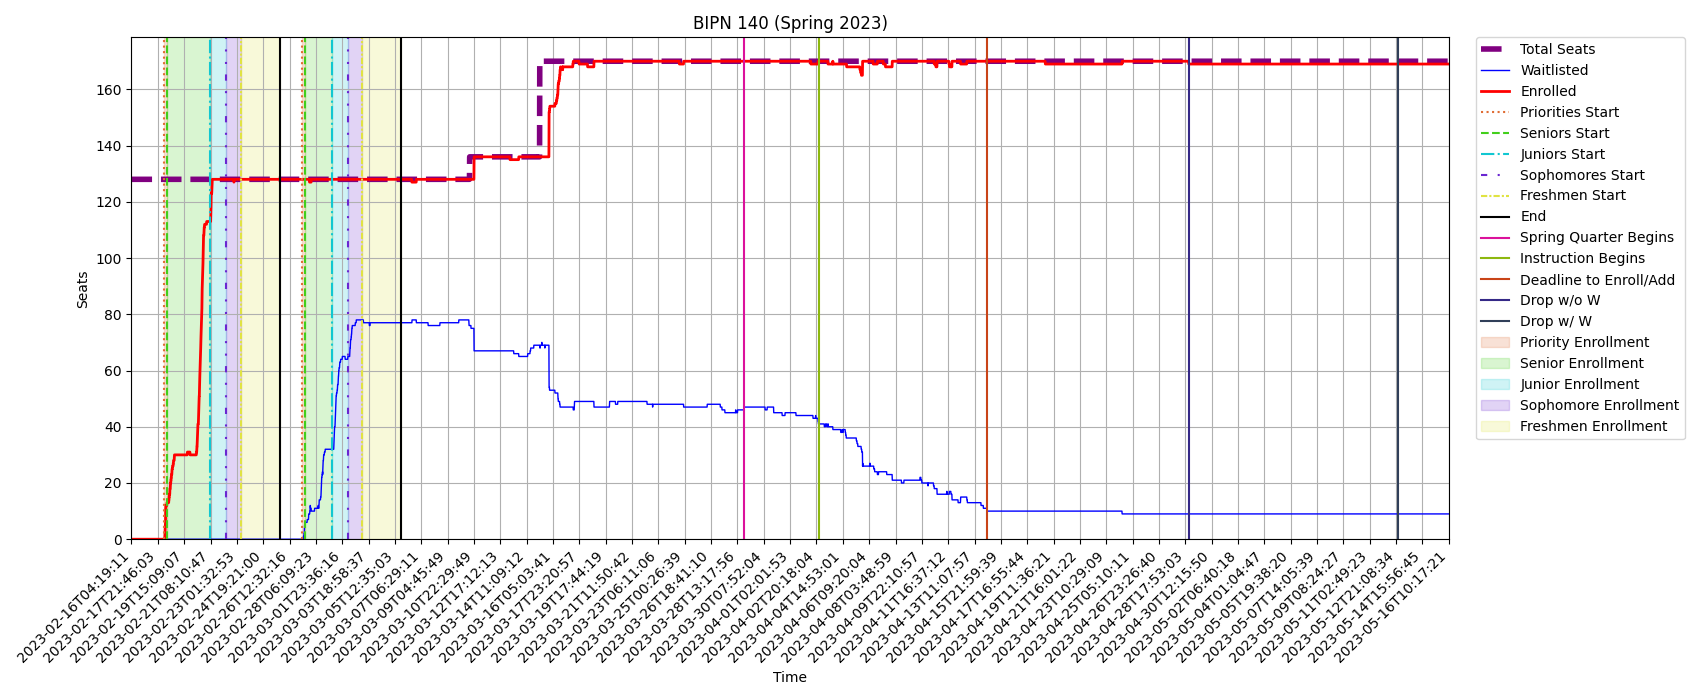 BIPN 140 (Spring 2023)
Seats
160
140
120
100
80
60
40
20
0
2023-02-16T04:19:11
2023-02-17T21:46:03
2023-02-19T15:09:07
2023-02-21T08:10:47
2023-02-23T01:32:53
2023-02-24T19:21:00
2023-02-26T12:32:16
2023-02-28T06:09:23
2023-03-01T23:36:16
2023-03-03T18:58:37
2023-03-05T12:35:03
2023-03-07T06:29:11
2023-03-09T04:45:49
2023-03-10T22:29:49
2023-03-12T17:12:13
2023-03-14T11:09:12
2023-03-16T05:03:41
2023-03-17T23:20:57
2023-03-19T17:44:19
2023-03-21T11:50:42
2023-03-23T06:11:06
2023-03-25T00:26:39
2023-03-26T18:41:10
2023-03-28T13:17:56
2023-03-30T07:52:04
2023-04-01T02:01:53
2023-04-02T20:18:04
2023-04-04T14:53:01
2023-04-06T09:20:04
2023-04-08T03:48:59
2023-04-09T22:10:57
2023-04-11T16:37:12
2023-04-13T11:07:57
2023-04-15T21:59:39
2023-04-17T16:55:44
2023-04-19T11:36:21
2023-04-21T06:01:22
2023-04-23T10:29:09
2023-04-25T05:10:11
2023-04-26T23:26:40
2023-04-28T17:53:03
2023-04-30T12:15:50
2023-05-02T06:40:18
2023-05-04T01:04:47
2023-05-05T19:38:20
2023-05-07T14:05:39
2023-05-09T08:24:27
2023-05-11T02:49:23
2023-05-12T21:08:34
2023-05-14T15:56:45
2023-05-16T10:17:21
Time
Total Seats
Waitlisted
Enrolled
Priorities Start
Seniors Start
Juniors Start
Sophomores Start
Freshmen Start
End
Spring Quarter Begins
Instruction Begins
Deadline to Enroll/Add
Drop w/o W
Drop w/ W
Priority Enrollment
Senior Enrollment
Junior Enrollment
Sophomore Enrollment
Freshmen Enrollment